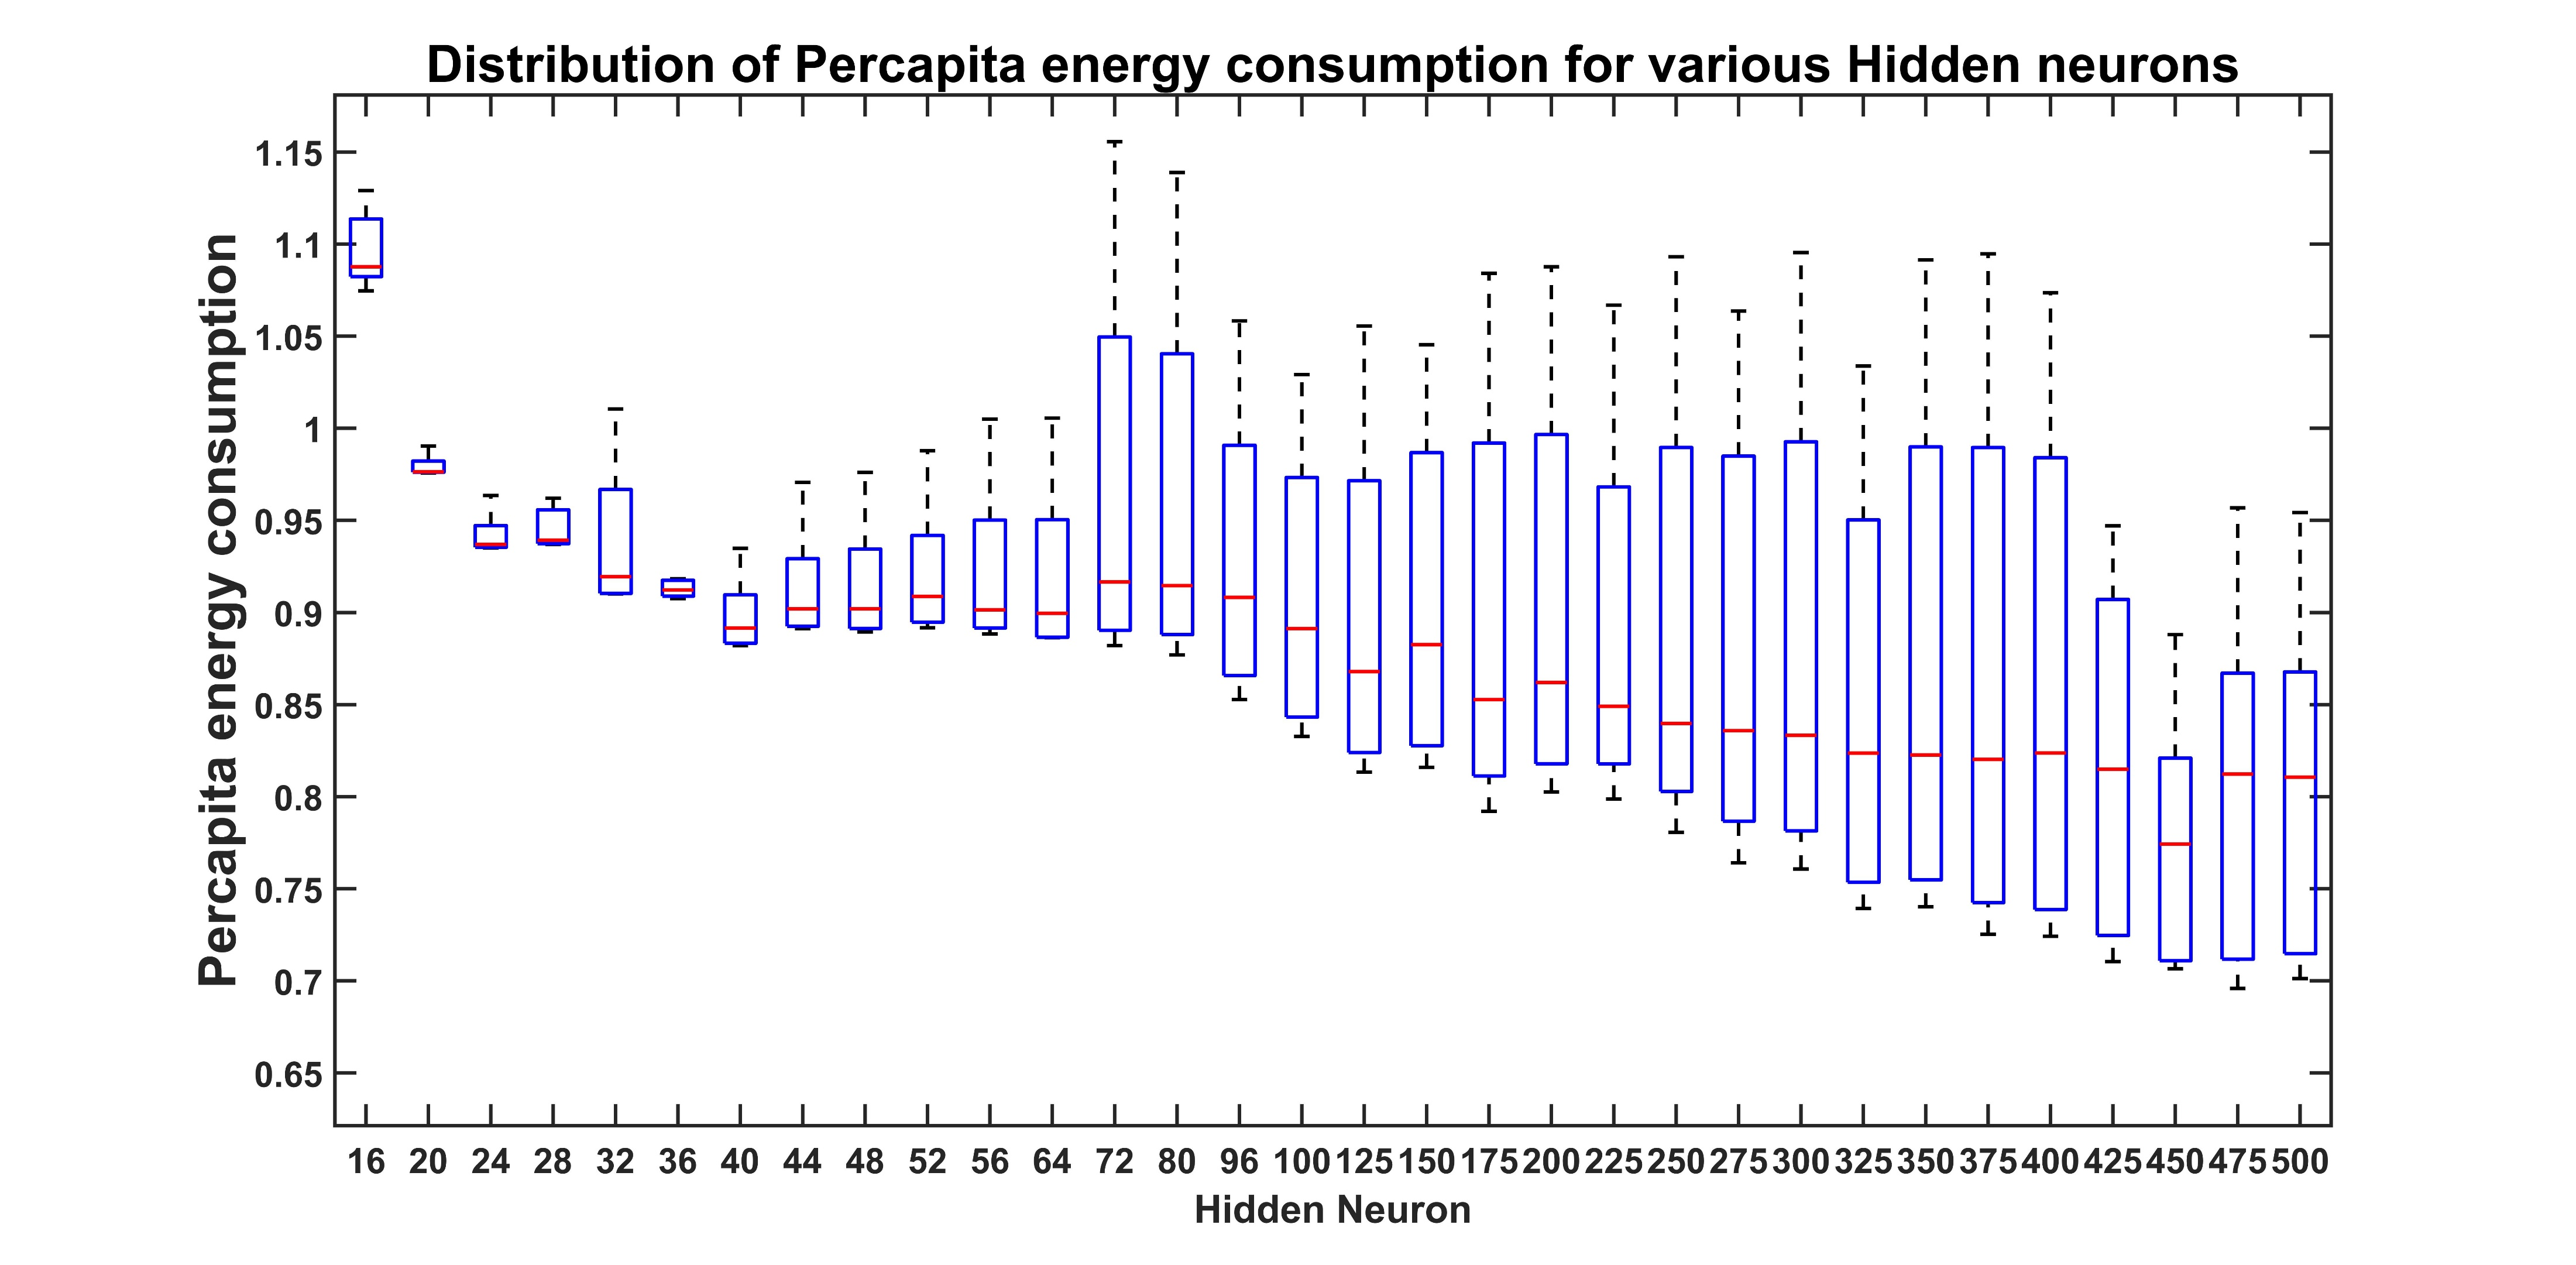 Distribution of Percapita energy consumption for various Hidden neurons
Percapita energy consumption
1.15
1.1
1.05
1
0.95
0.9
0.85
0.8
0.75
0.7
0.65
16 20 24 28 32 36 40 44 48 52 56 64 72 80 96 100 125 150 175 200 225 250 275 300 325 350 375 400 425 450 475 500
Hidden Neuron